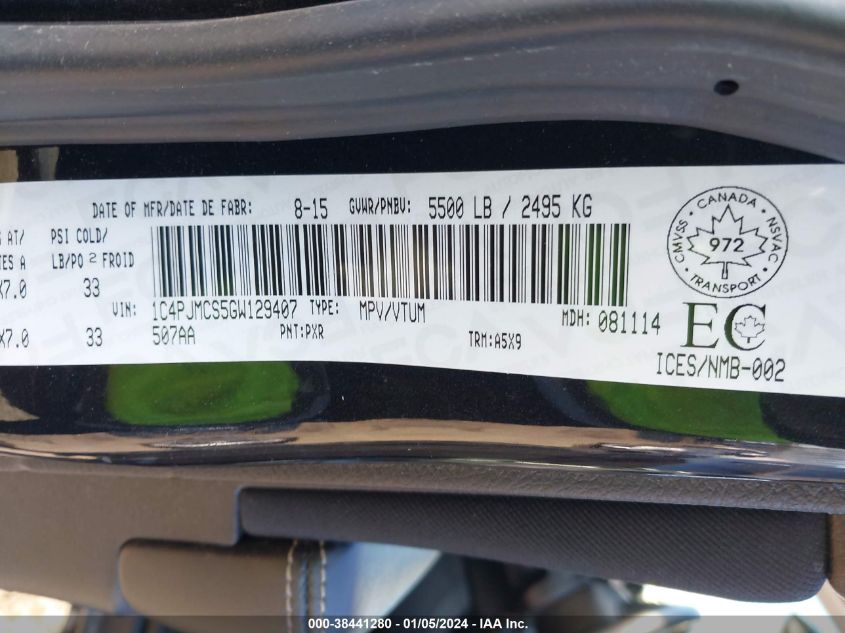 DATE OF MFR/DATE DE FABR: 8-15 GVWR/PNBV: 5500 LB / 2495 KG
AT/ PSI COLD/
A LB/PO 2 FROID
X7.0 33
VIN: 1C4PJMCS5GW129407 TYPE: MPV/VTUM MDH: 081114
X7.0 33 507AA PNT:PXR TRM:A5X9
CMVSS · CANADA · NSVAC
972
TRANSPORT
EC
ICES/NMB-002
000-38441280 - 01/05/2024 - IAA Inc.